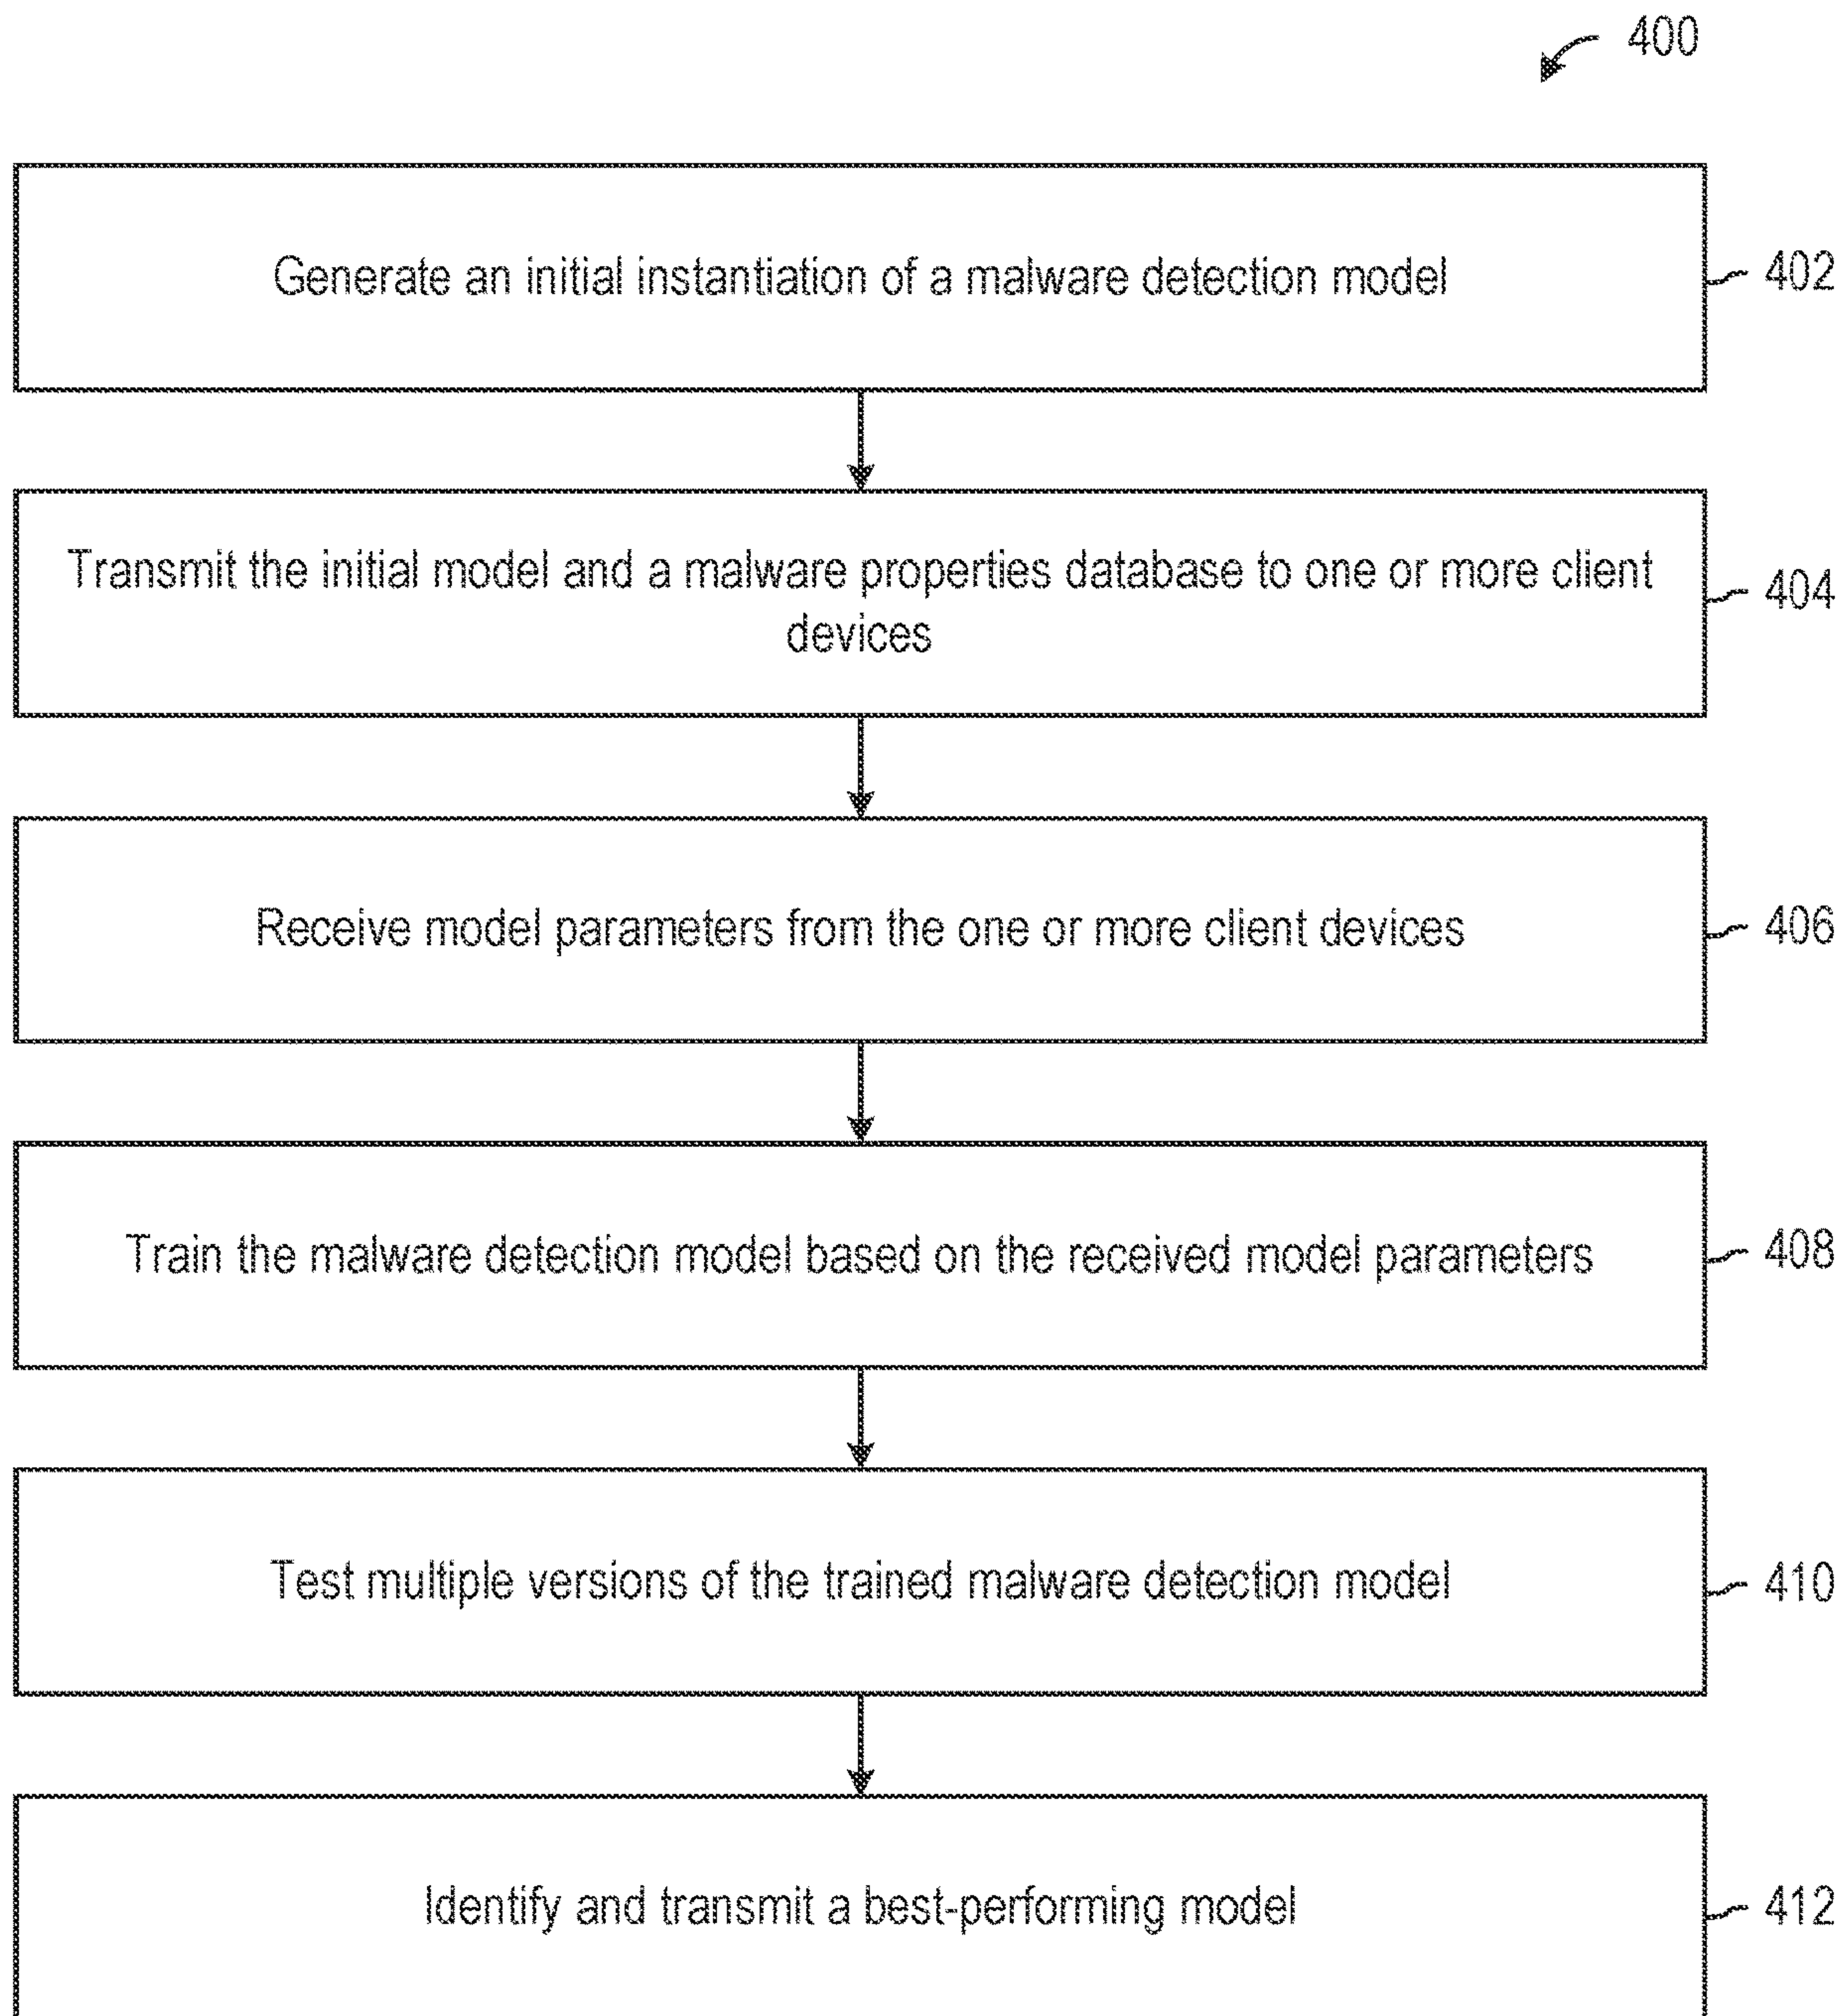 400
Generate an initial instantiation of a malware detection model
402
Transmit the initial model and a malware properties database to one or more client
devices
404
Receive model parameters from the one or more client devices
406
Train the malware detection model based on the received model parameters
408
Test multiple versions of the trained malware detection model
410
Identify and transmit a best-performing model
412